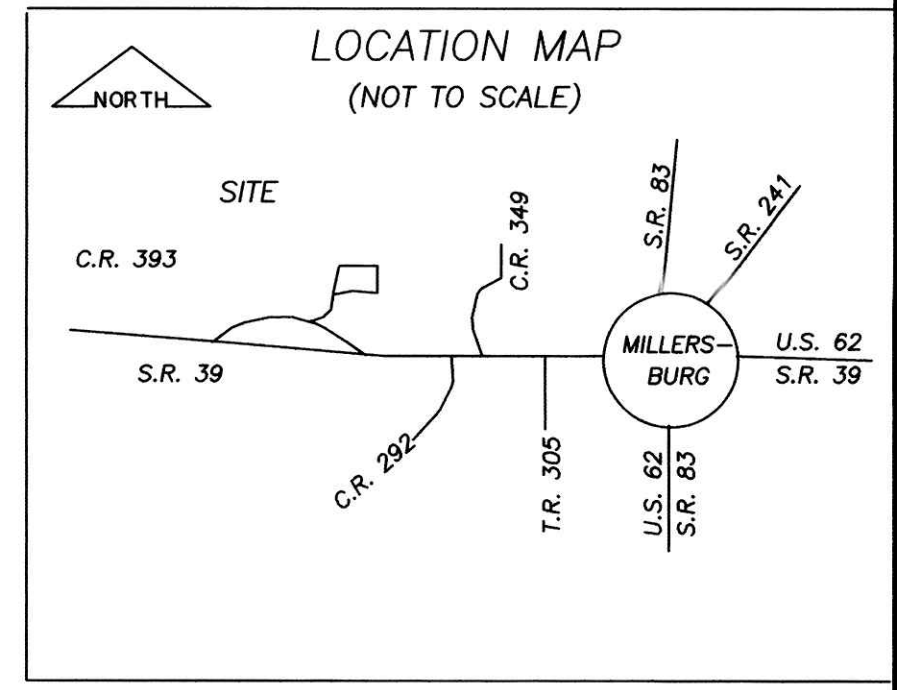 LOCATION MAP
(NOT TO SCALE)
NORTH
SITE
C.R. 393
S.R. 39
C.R. 349
S.R. 83
S.R. 241
MILLERS-
BURG
U.S. 62
S.R. 39
C.R. 292
T.R. 305
U.S. 62
S.R. 83